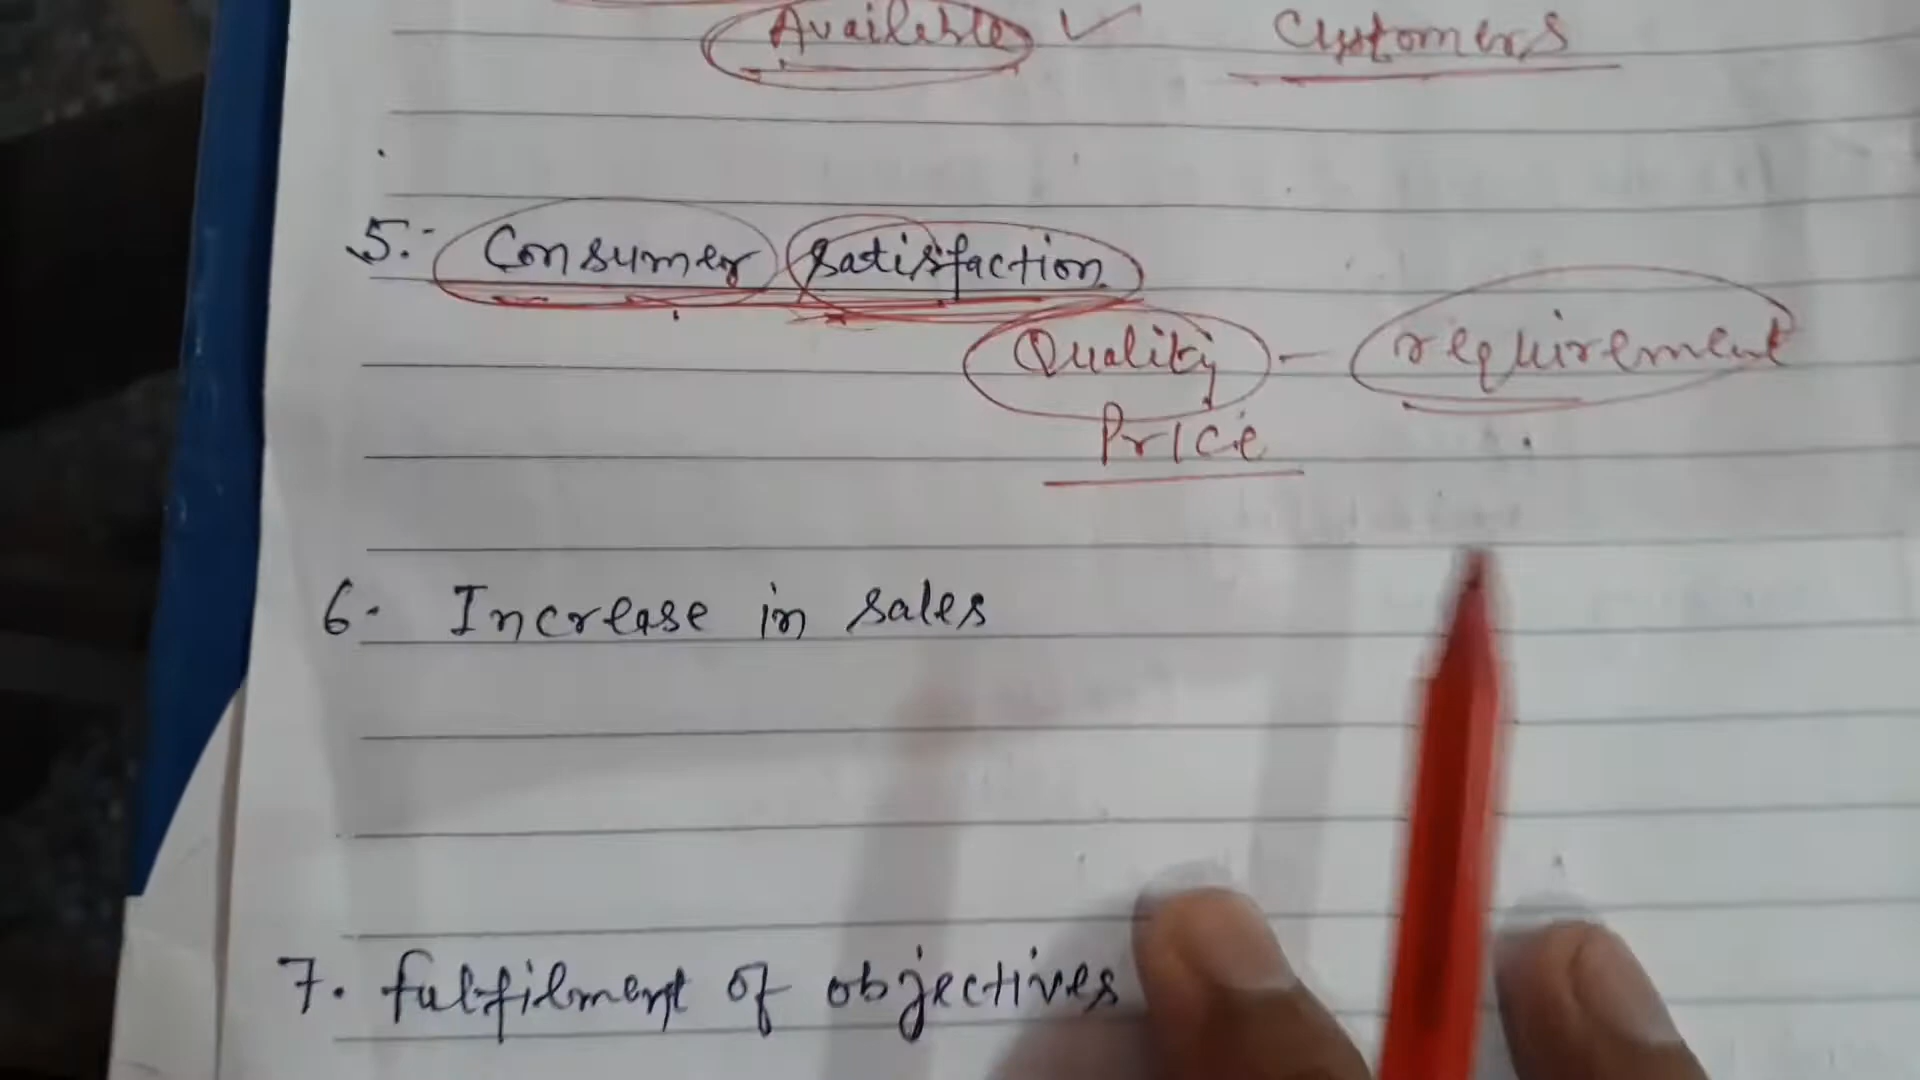 Available ✓ Customers
5.- Consumer satisfaction.
Quality - requirement
Price
6. Increase in sales
7. fulfilment of objectives